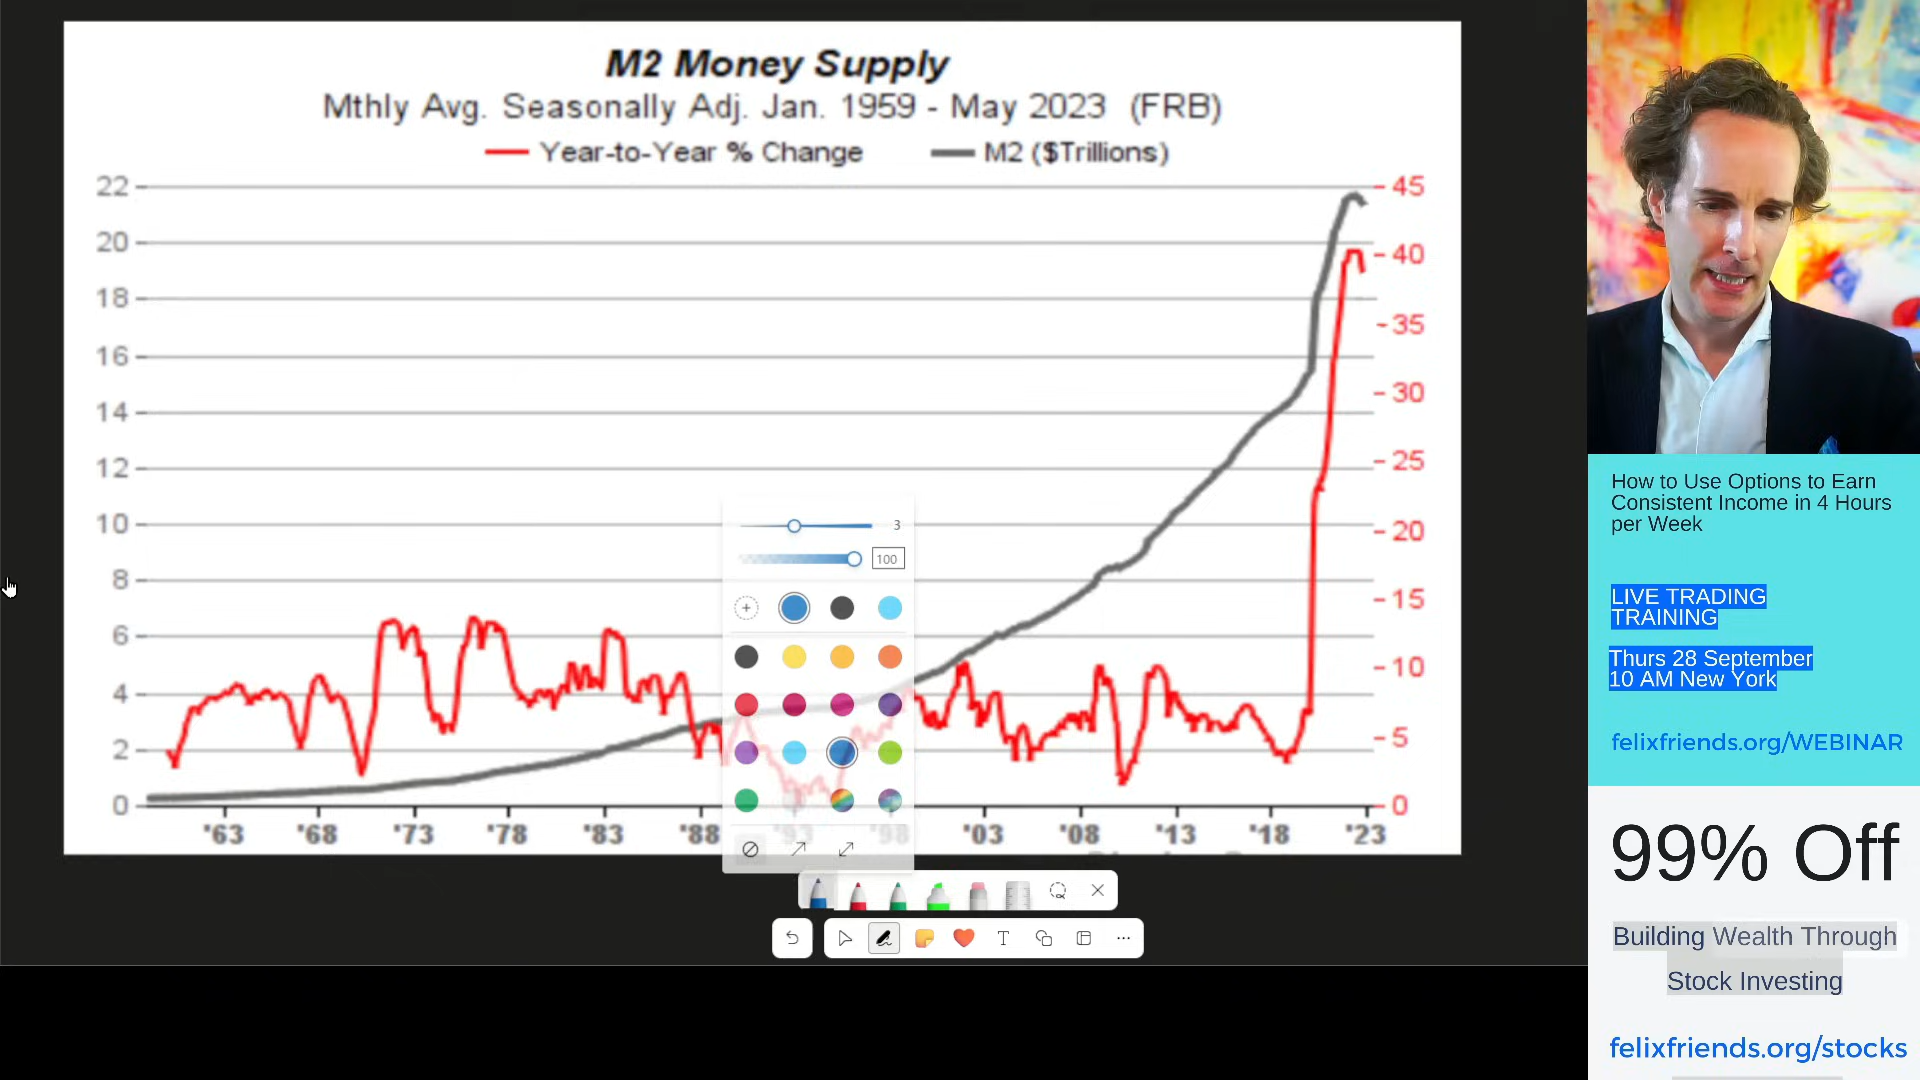 M2 Money Supply
Mthly Avg. Seasonally Adj. Jan. 1959 - May 2023 (FRB)
Year-to-Year % Change M2 ($Trillions)
22 45
20 40
18
35
16
30
14
25
12
10 20
8
15
6
10
4
5
2
0 0
'63 '68 '73 '78 '83 '88 '93 '98 '03 '08 '13 '18 '23
3
100
T
How to Use Options to Earn
Consistent Income in 4 Hours
per Week
LIVE TRADING
TRAINING
Thurs 28 September
10 AM New York
felixfriends.org/WEBINAR
99% Off
Building Wealth Through
Stock Investing
felixfriends.org/stocks